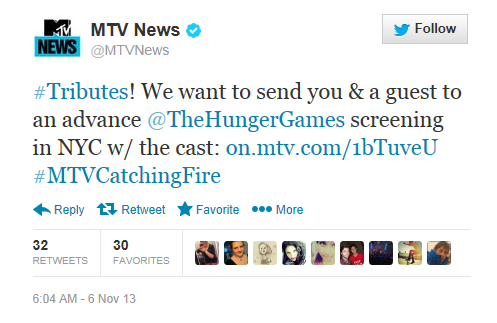 MTV
NEWS
MTV News
@MTVNews
Follow
#Tributes! We want to send you & a guest to
an advance @TheHungerGames screening
in NYC w/ the cast: on.mtv.com/1bTuveU
#MTVCatchingFire
Reply Retweet Favorite More
32 30
RETWEETS FAVORITES
6:04 AM - 6 Nov 13